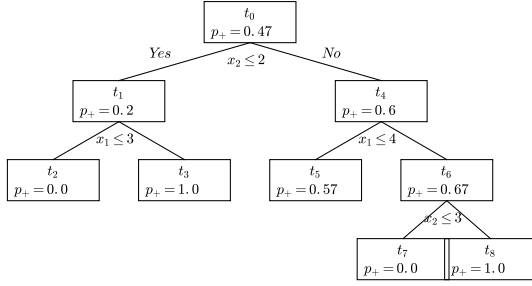 t₀
p₊ = 0.47
Yes
No
x₂ ≤ 2
t₁
p₊ = 0.2
t₄
p₊ = 0.6
x₁ ≤ 3
x₁ ≤ 4
t₂
p₊ = 0.0
t₃
p₊ = 1.0
t₅
p₊ = 0.57
t₆
p₊ = 0.67
x₂ ≤ 3
t₇
p₊ = 0.0
t₈
p₊ = 1.0